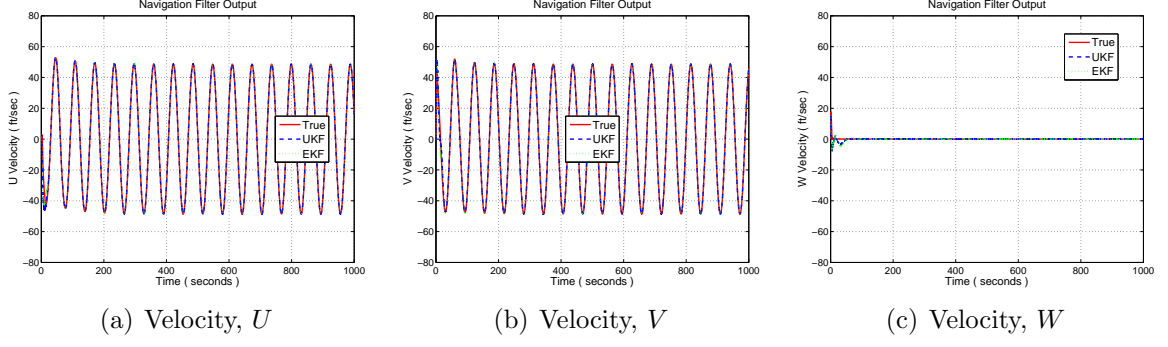 Navigation Filter Output
80
60
40
20
0
−20
−40
−60
−80
U Velocity ( ft/sec )
True
UKF
EKF
0 200 400 600 800 1000
Time ( seconds )
(a) Velocity, U
Navigation Filter Output
80
60
40
20
0
−20
−40
−60
−80
V Velocity ( ft/sec )
True
UKF
EKF
0 200 400 600 800 1000
Time ( seconds )
(b) Velocity, V
Navigation Filter Output
80
60
40
20
0
−20
−40
−60
−80
W Velocity ( ft/sec )
True
UKF
EKF
0 200 400 600 800 1000
Time ( seconds )
(c) Velocity, W